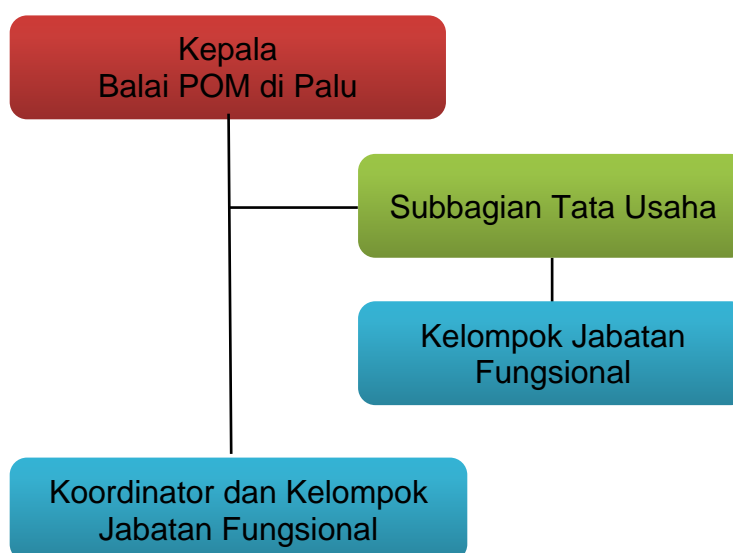 Kepala
Balai POM di Palu
Subbagian Tata Usaha
Kelompok Jabatan
Fungsional
Koordinator dan Kelompok
Jabatan Fungsional